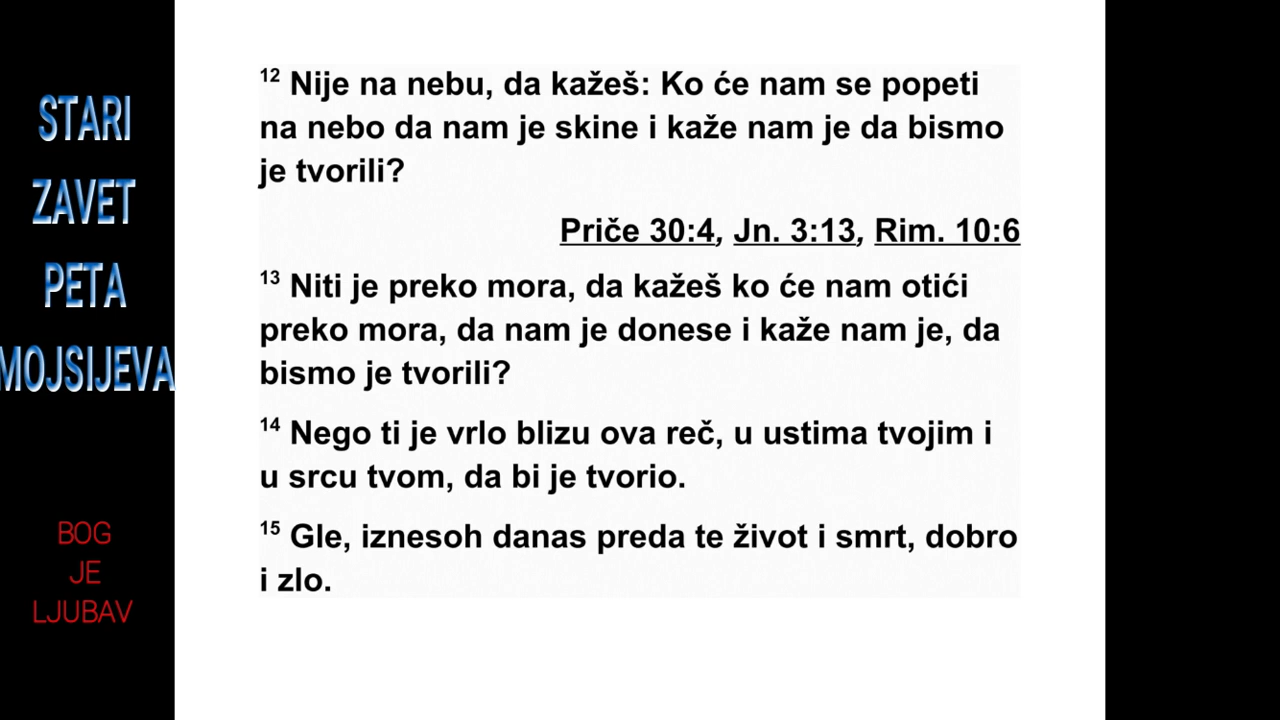 STARI
ZAVET
PETA
MOJSIJEVA
BOG
JE
LJUBAV
12 Nije na nebu, da kažeš: Ko će nam se popeti
na nebo da nam je skine i kaže nam je da bismo
je tvorili?
Priče 30:4, Jn. 3:13, Rim. 10:6
13 Niti je preko mora, da kažeš ko će nam otići
preko mora, da nam je donese i kaže nam je, da
bismo je tvorili?
14 Nego ti je vrlo blizu ova reč, u ustima tvojim i
u srcu tvom, da bi je tvorio.
15 Gle, iznesoh danas preda te život i smrt, dobro
i zlo.